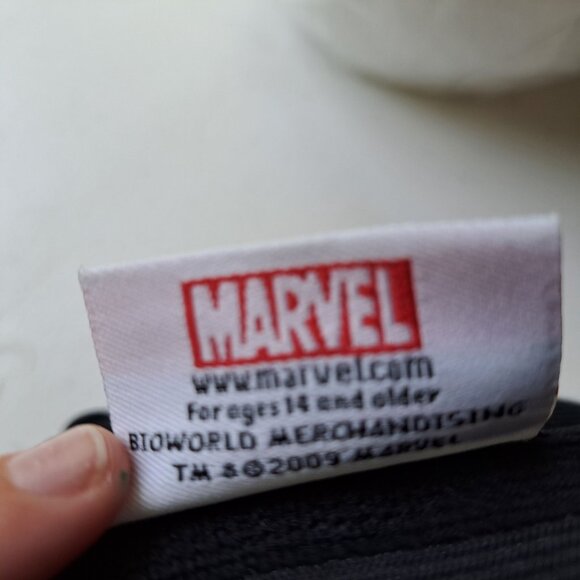 MARVEL
www.marvel.com
For ages 14 and older
BIOWORLD MERCHANDISING
TM & © 2009 MARVEL